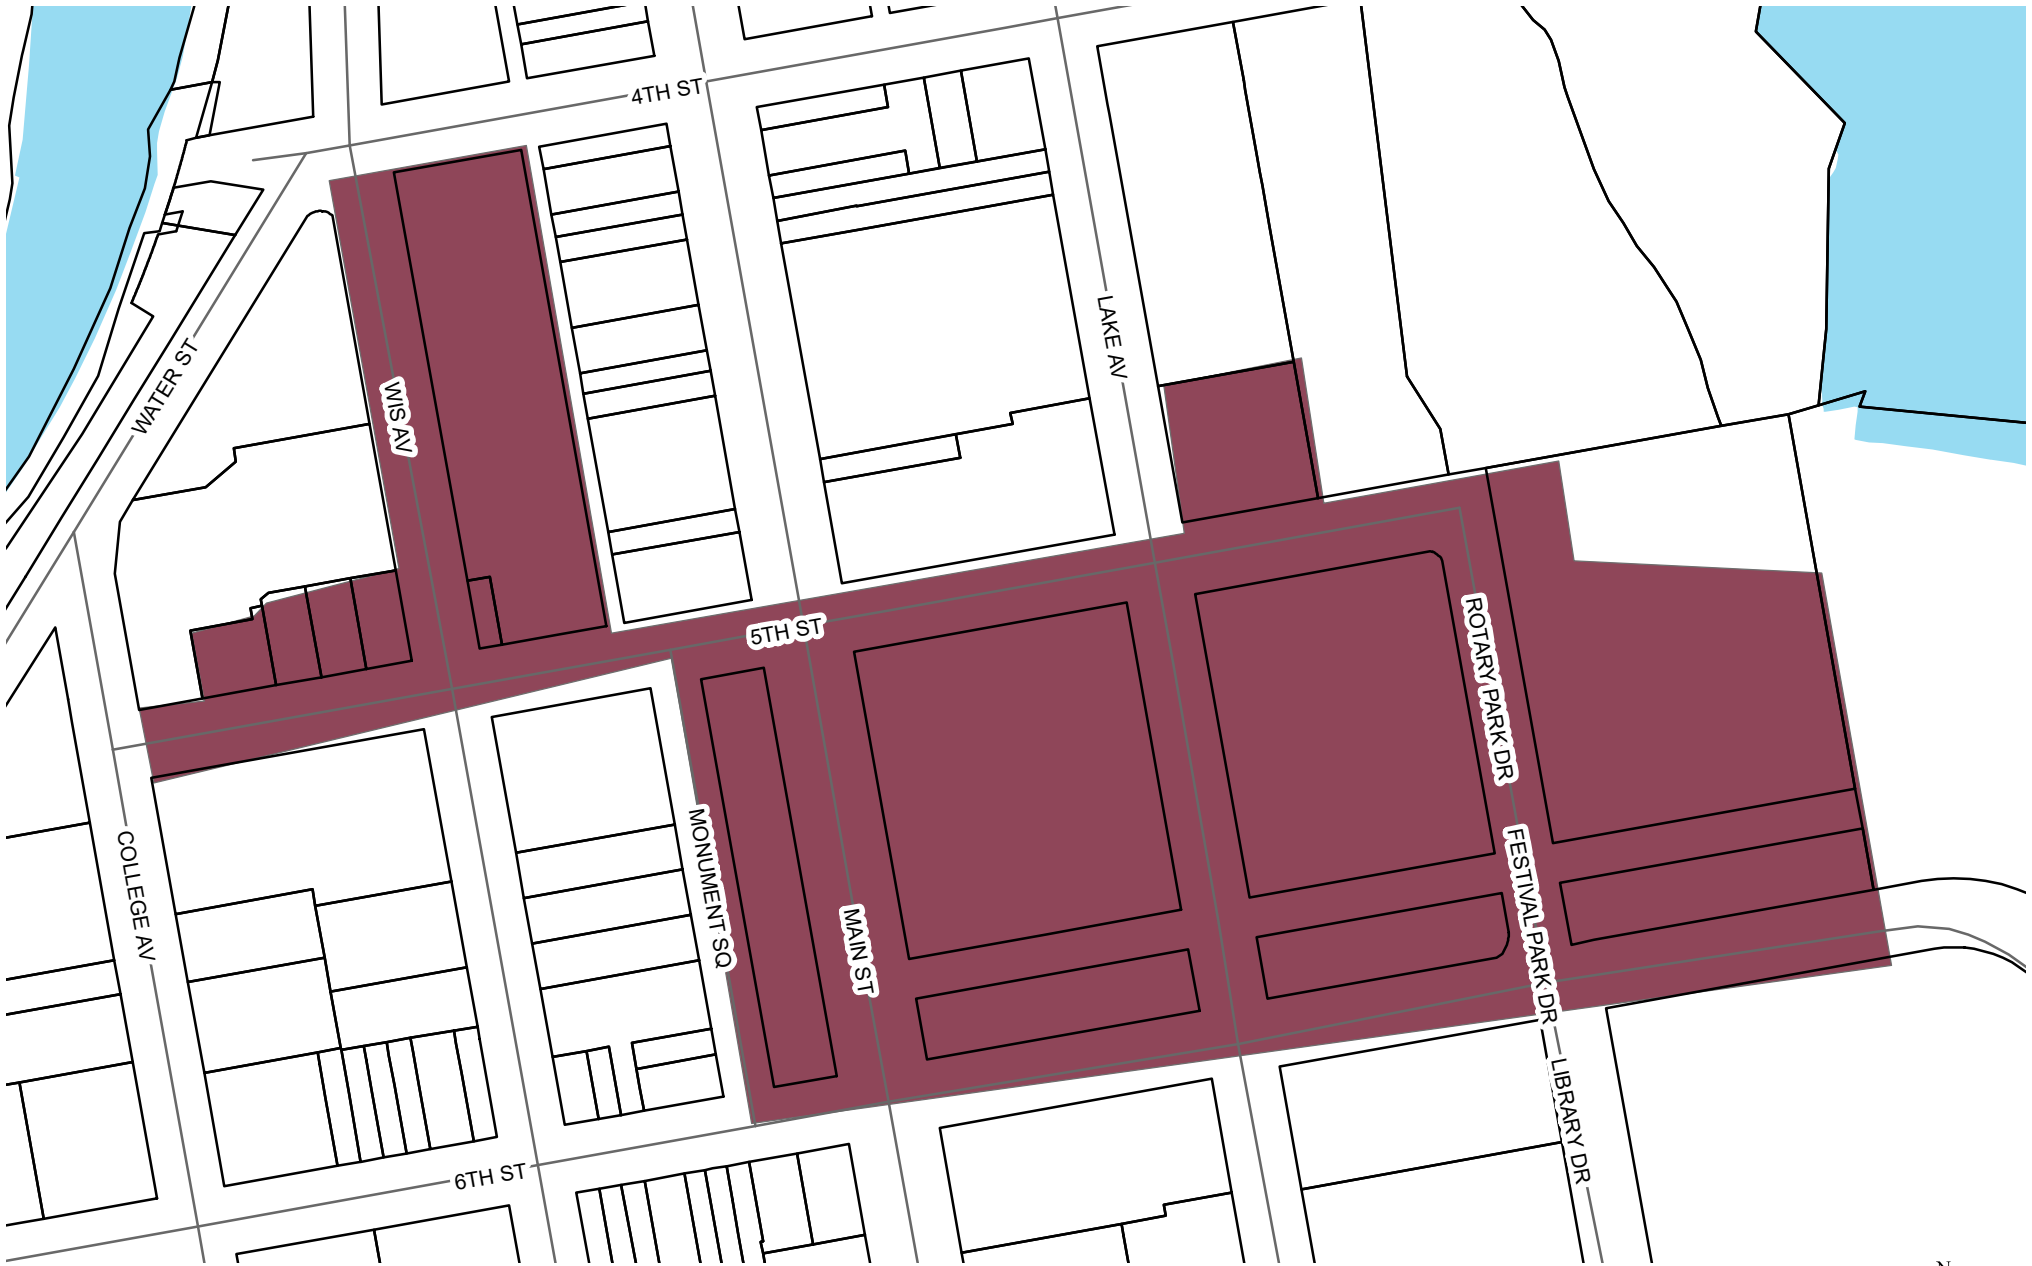 4TH ST
LAKE AV
WATER ST
WIS AV
5TH ST
ROTARY PARK DR
MONUMENT SQ
COLLEGE AV
FESTIVAL PARK DR
MAIN ST
LIBRARY DR
6TH ST